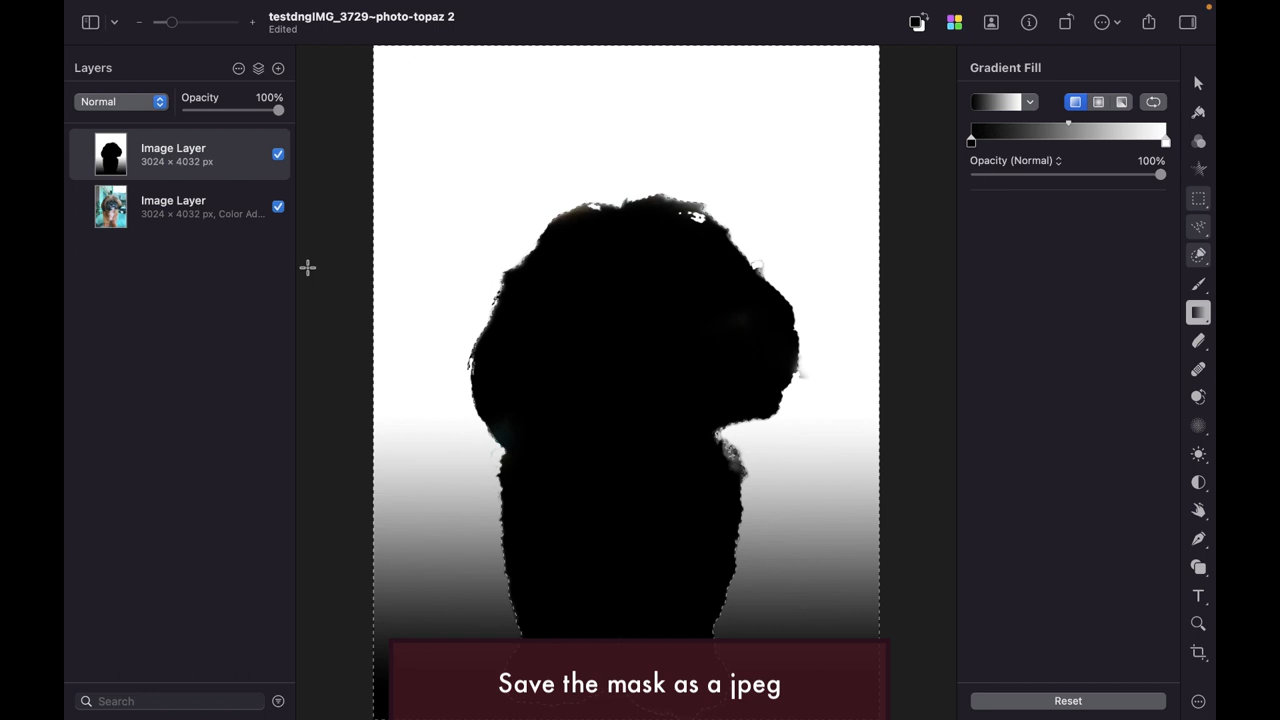 testdngIMG_3729~photo-topaz 2
Edited
Layers
Normal
Opacity 100%
Image Layer
3024 × 4032 px
Image Layer
3024 × 4032 px, Color Ad...
Search
Gradient Fill
Opacity (Normal) 100%
Reset
T
Save the mask as a jpeg